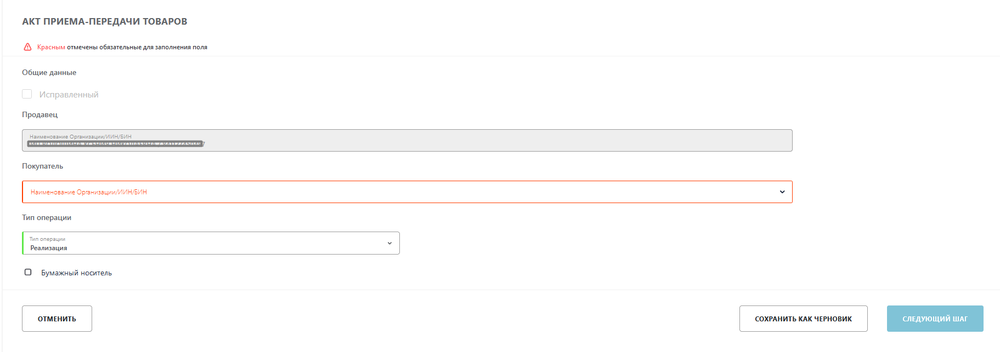 АКТ ПРИЕМА-ПЕРЕДАЧИ ТОВАРОВ
Красным отмечены обязательные для заполнения поля
Общие данные
Исправленный
Продавец
Наименование Организации/ИИН/БИН
Покупатель
Наименование Организации/ИИН/БИН
Тип операции
Тип операции
Реализация
Бумажный носитель
ОТМЕНИТЬ
СОХРАНИТЬ КАК ЧЕРНОВИК
СЛЕДУЮЩИЙ ШАГ